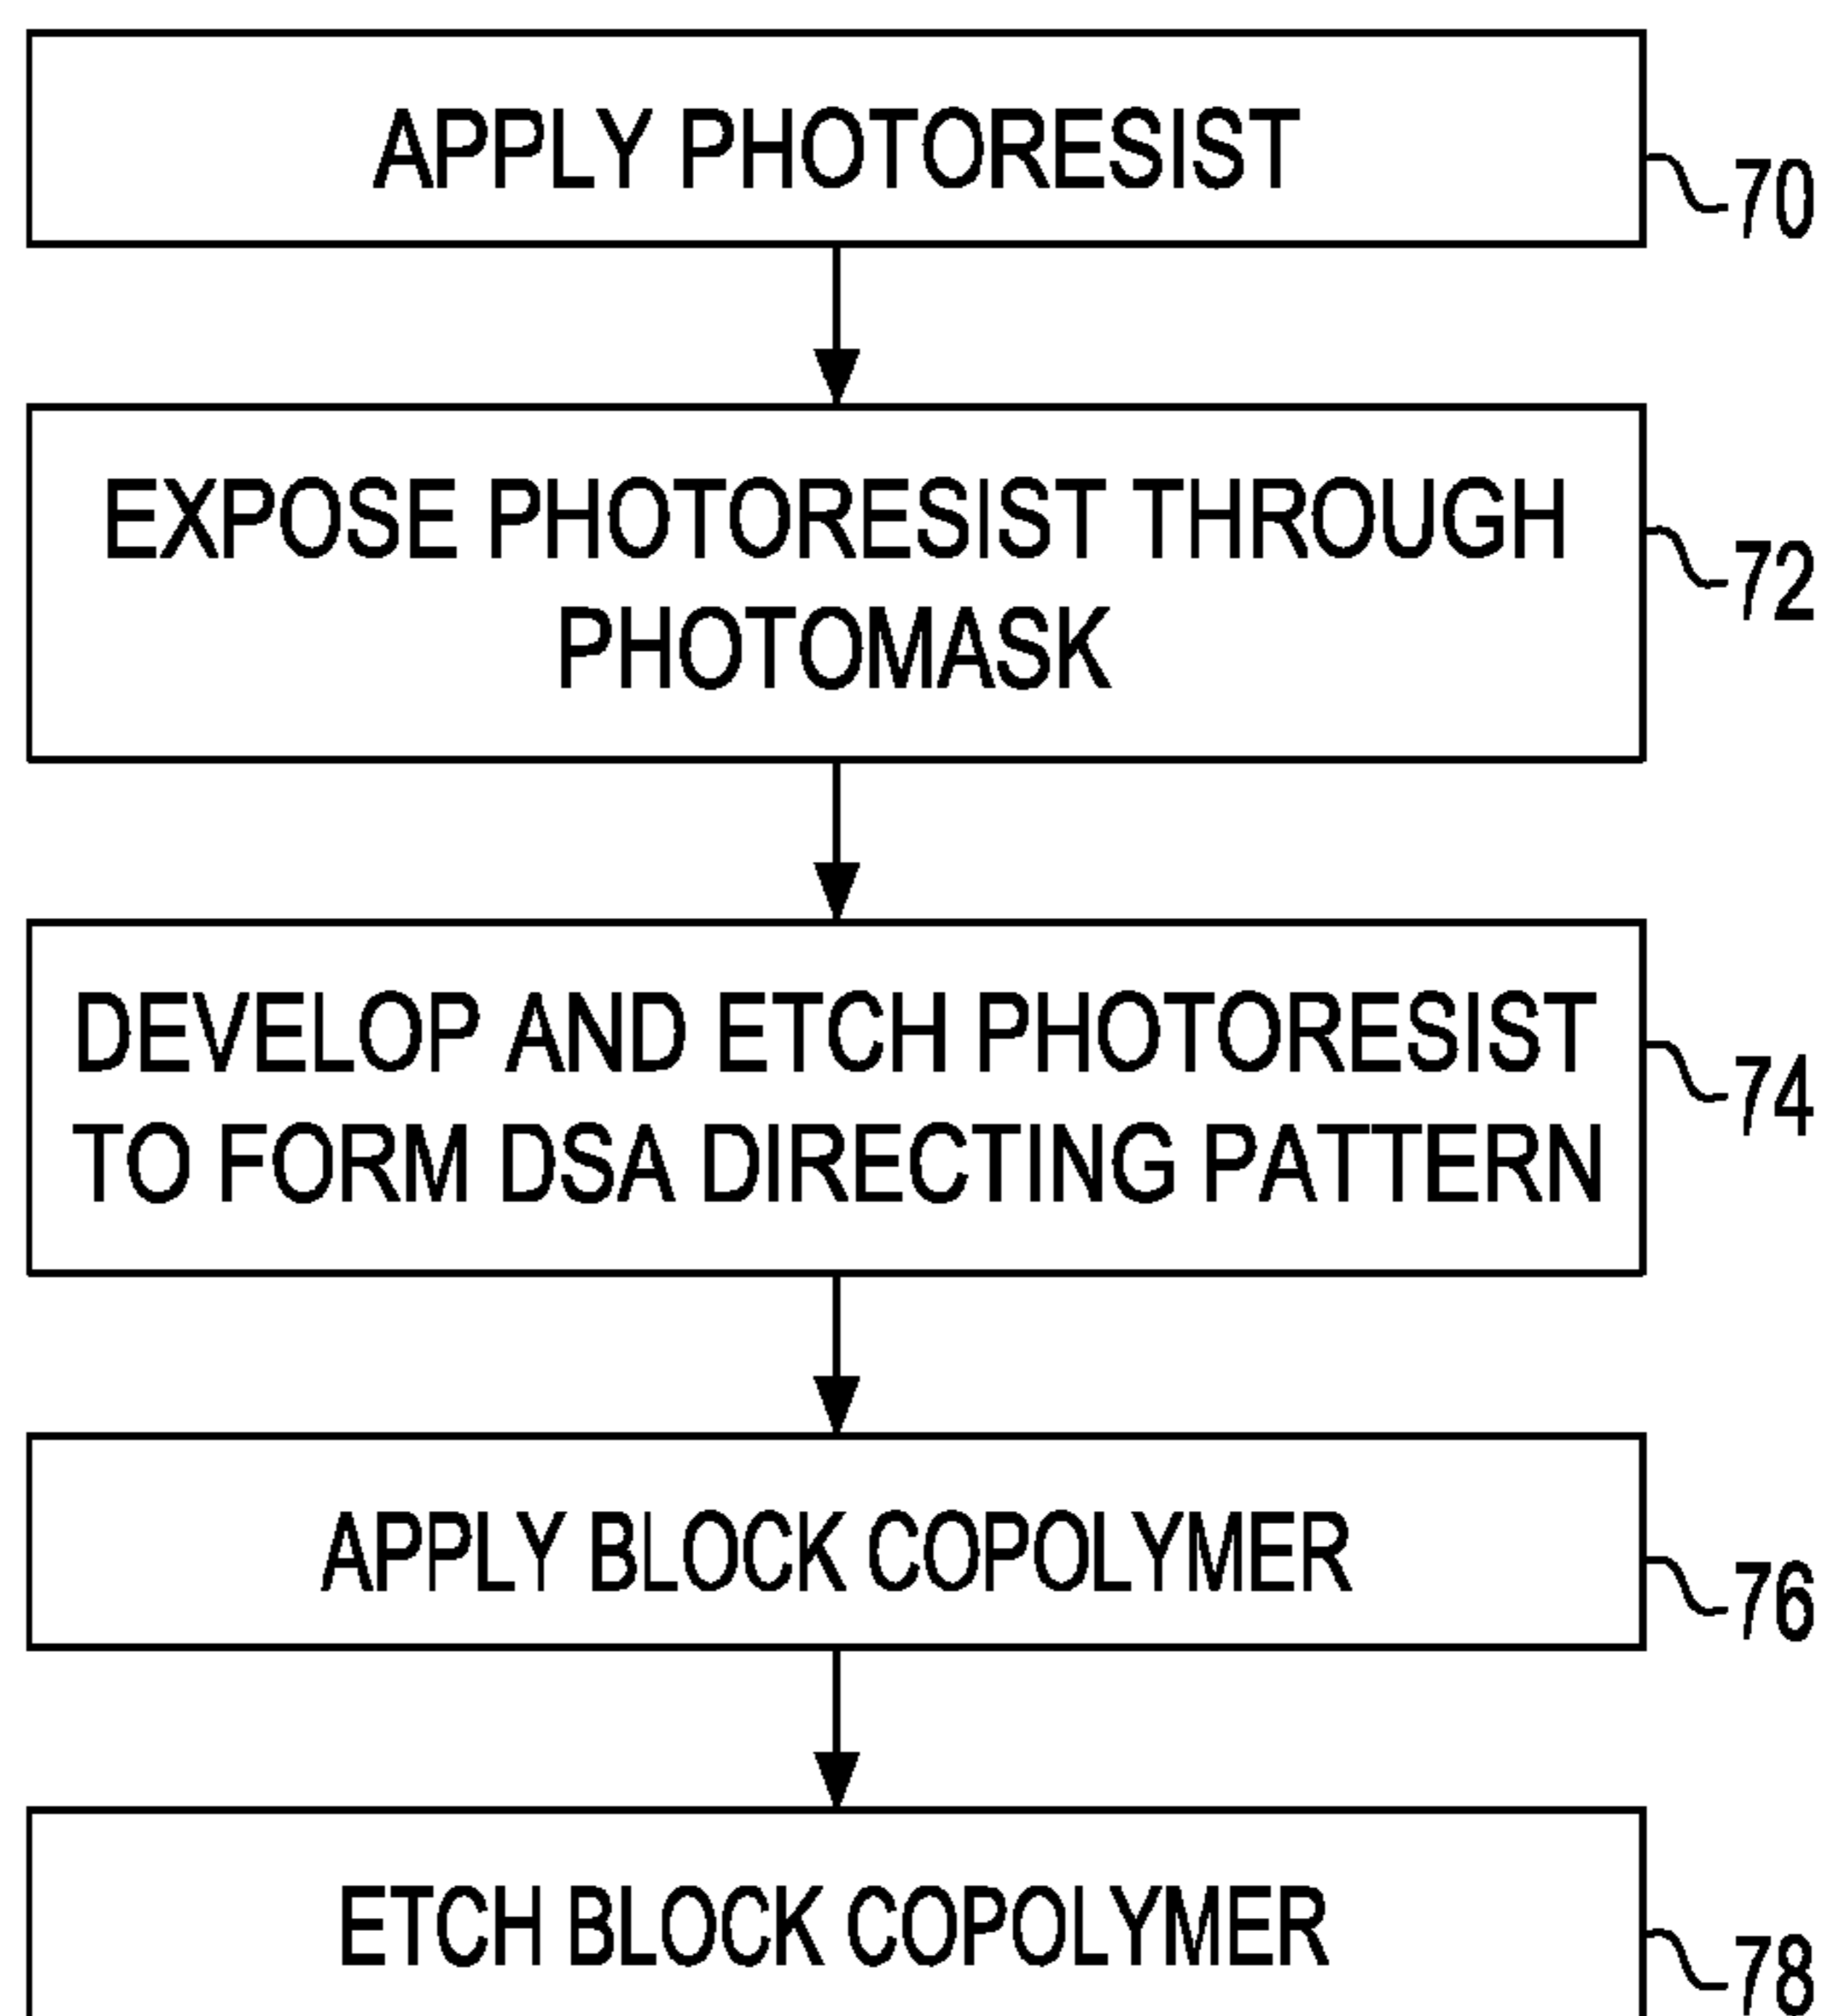 APPLY PHOTORESIST
70
EXPOSE PHOTORESIST THROUGH
PHOTOMASK
72
DEVELOP AND ETCH PHOTORESIST
TO FORM DSA DIRECTING PATTERN
74
APPLY BLOCK COPOLYMER
76
ETCH BLOCK COPOLYMER
78